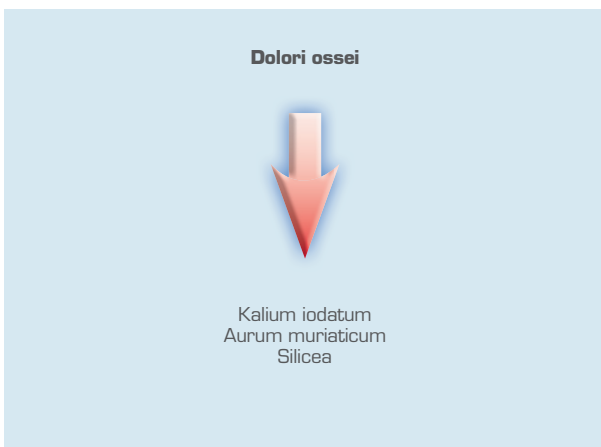 Dolori ossei
Kalium iodatum
Aurum muriaticum
Silicea